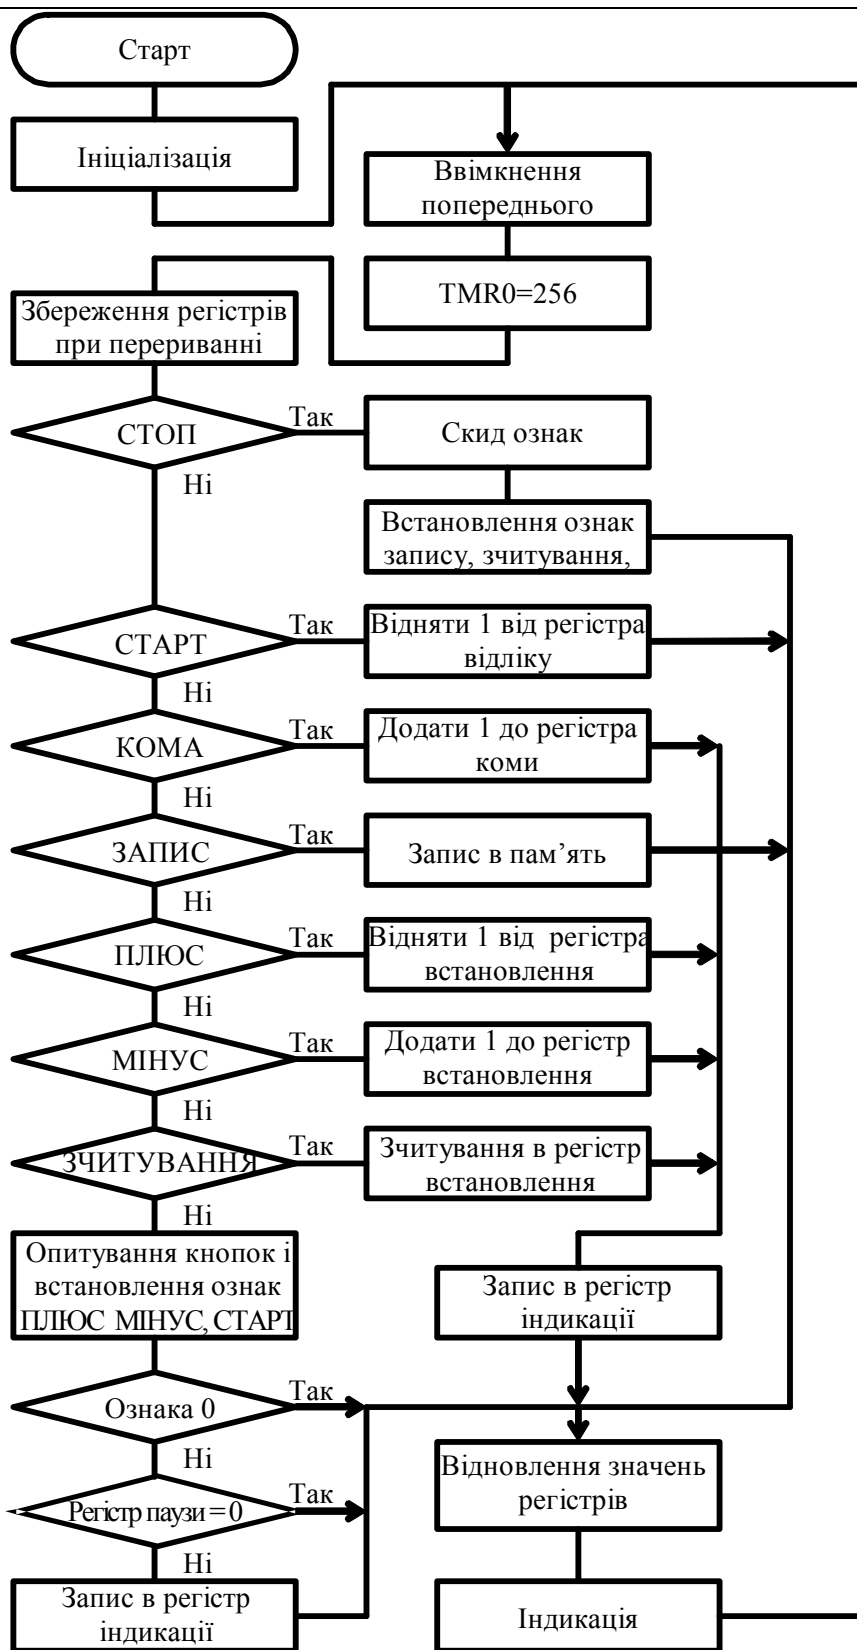 Старт
Ініціалізація
Ввімкнення
попереднього
TMR0=256
Збереження регістрів
при перериванні
СТОП
Так
Скид ознак
Ні
Встановлення ознак
запису, зчитування,
СТАРТ
Так
Відняти 1 від регістра
відліку
Ні
КОМА
Так
Додати 1 до регістра
коми
Ні
ЗАПИС
Так
Запис в пам’ять
Ні
ПЛЮС
Так
Відняти 1 від регістра
встановлення
Ні
МІНУС
Так
Додати 1 до регістр
встановлення
Ні
ЗЧИТУВАННЯ
Так
Зчитування в регістр
встановлення
Ні
Опитування кнопок і
встановлення ознак
ПЛЮС МІНУС, СТАРТ
Запис в регістр
індикації
Ознака 0
Так
Ні
Відновлення значень
регістрів
Регістр паузи = 0
Так
Ні
Запис в регістр
індикації
Індикація